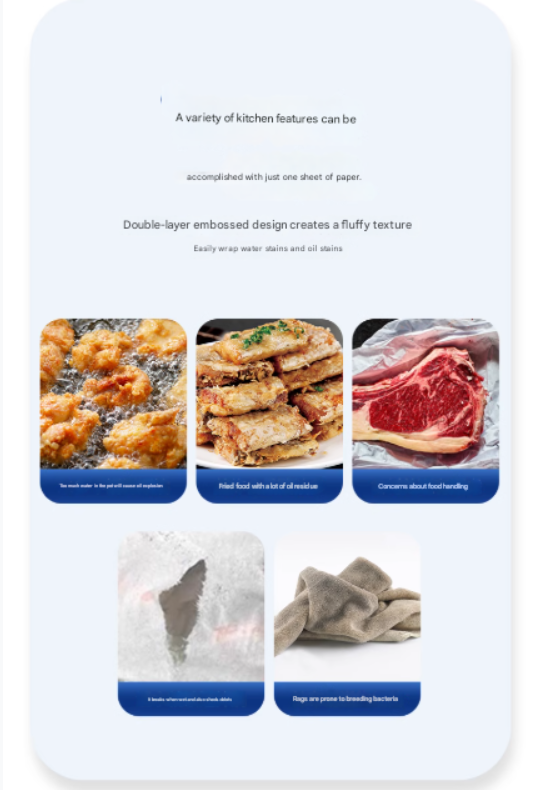 A variety of kitchen features can be
accomplished with just one sheet of paper.
Double-layer embossed design creates a fluffy texture
Easily wrap water stains and oil stains
Too much water in the pot will cause oil explosion
Fried food with a lot of oil residue
Concerns about food handling
Rags are prone to breeding bacteria